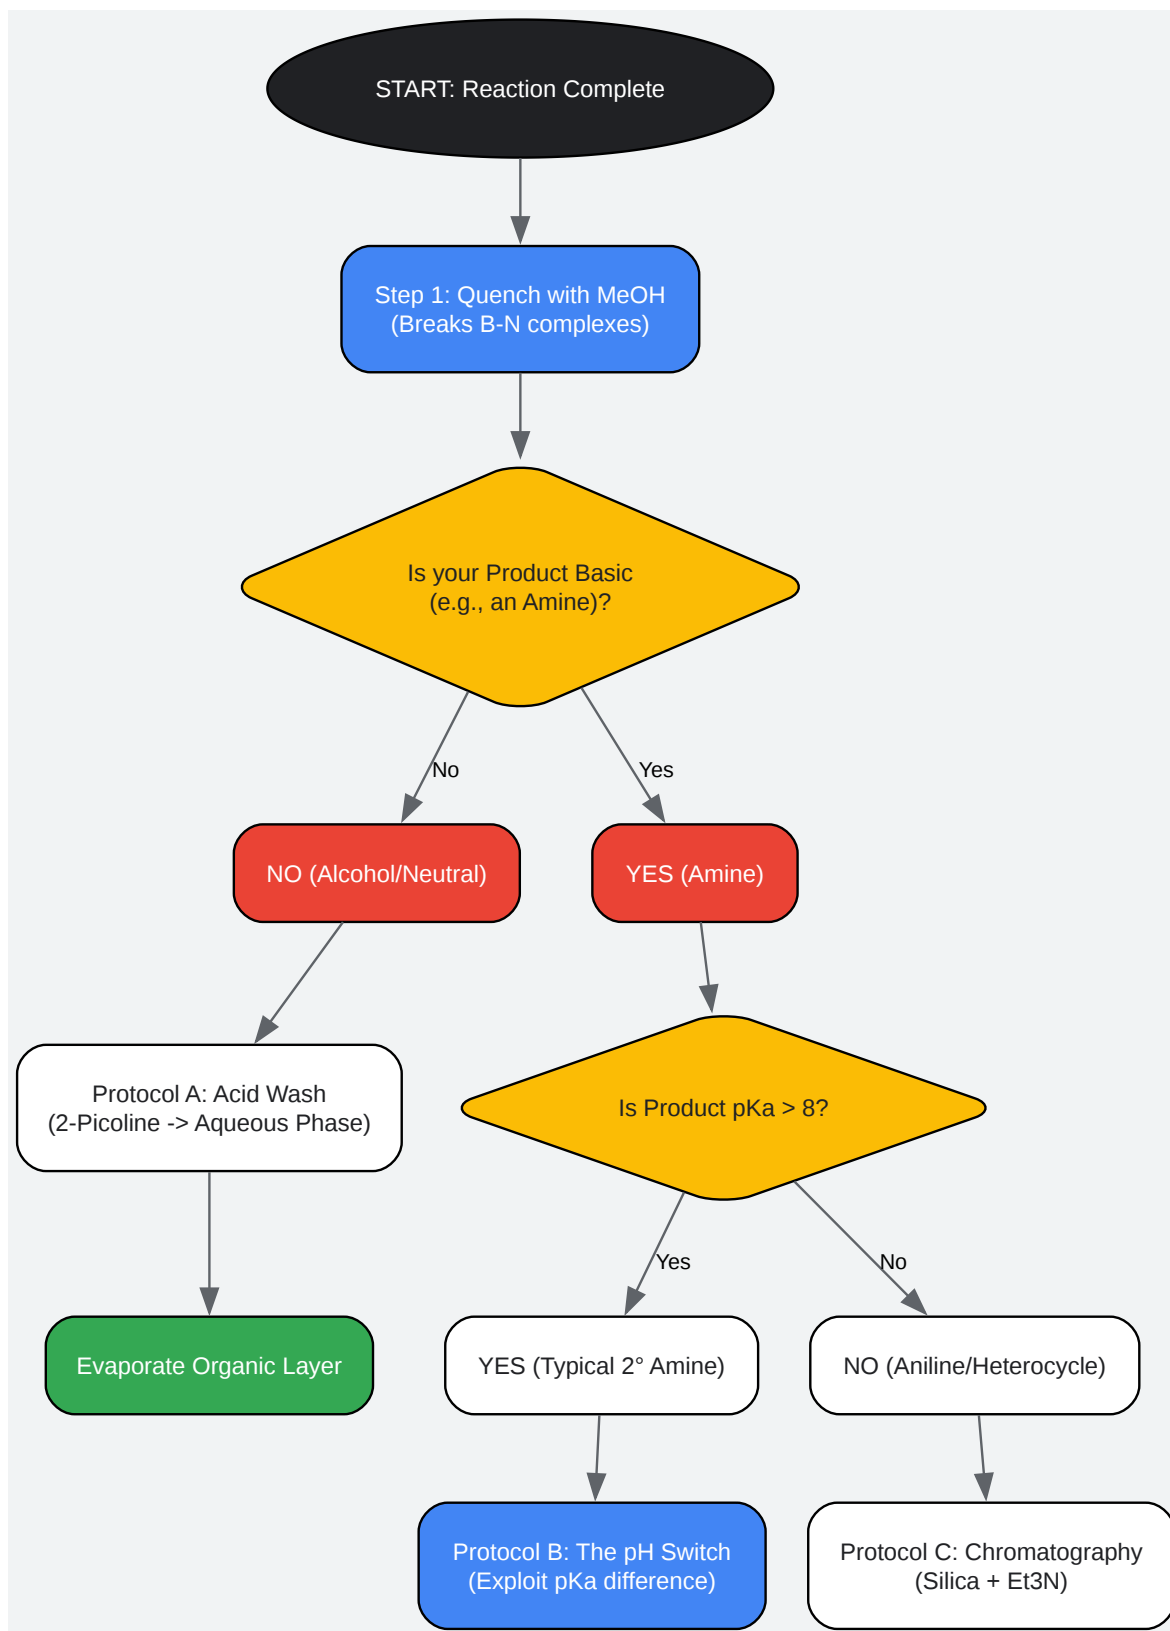 START: Reaction Complete
Step 1: Quench with MeOH
(Breaks B-N complexes)
Is your Product Basic
(e.g., an Amine)?
No
Yes
NO (Alcohol/Neutral)
YES (Amine)
Protocol A: Acid Wash
(2-Picoline -> Aqueous Phase)
Is Product pKa > 8?
Yes
No
Evaporate Organic Layer
YES (Typical 2° Amine)
NO (Aniline/Heterocycle)
Protocol B: The pH Switch
(Exploit pKa difference)
Protocol C: Chromatography
(Silica + Et3N)